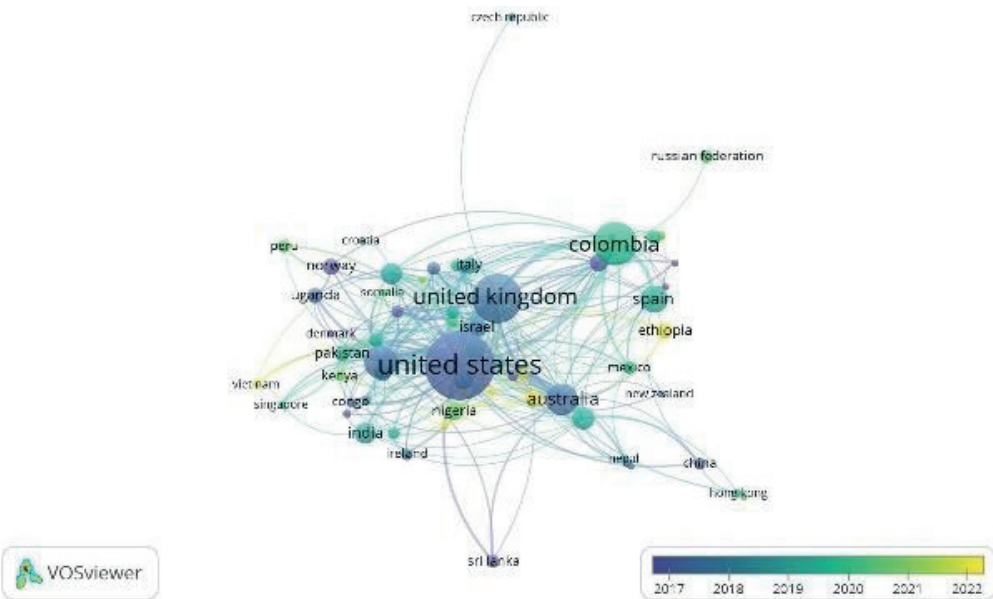 czech republic
russian federation
colombia
peru
croatia
norway
italy
uganda
somalia
united kingdom
spain
israel
ethiopia
denmark
pakistan
united states
mexico
kenya
vietnam
singapore
congo
australia
new zealand
nigeria
india
ireland
nepal
china
hong kong
sri lanka
VOSviewer
2017 2018 2019 2020 2021 2022